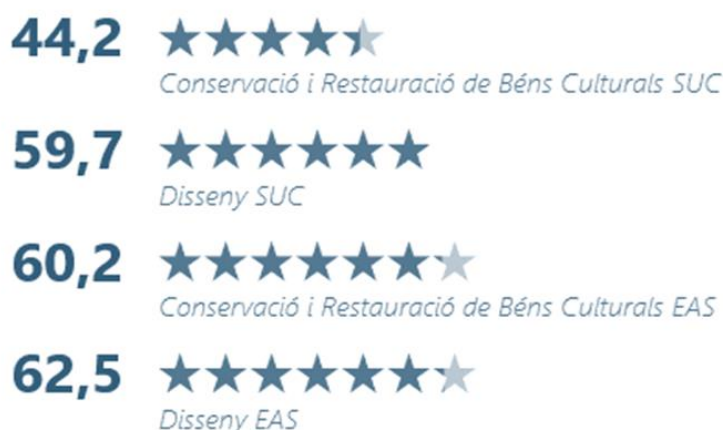 44,2
Conservació i Restauració de Béns Culturals SUC
59,7
Disseny SUC
60,2
Conservació i Restauració de Béns Culturals EAS
62,5
Disseny EAS